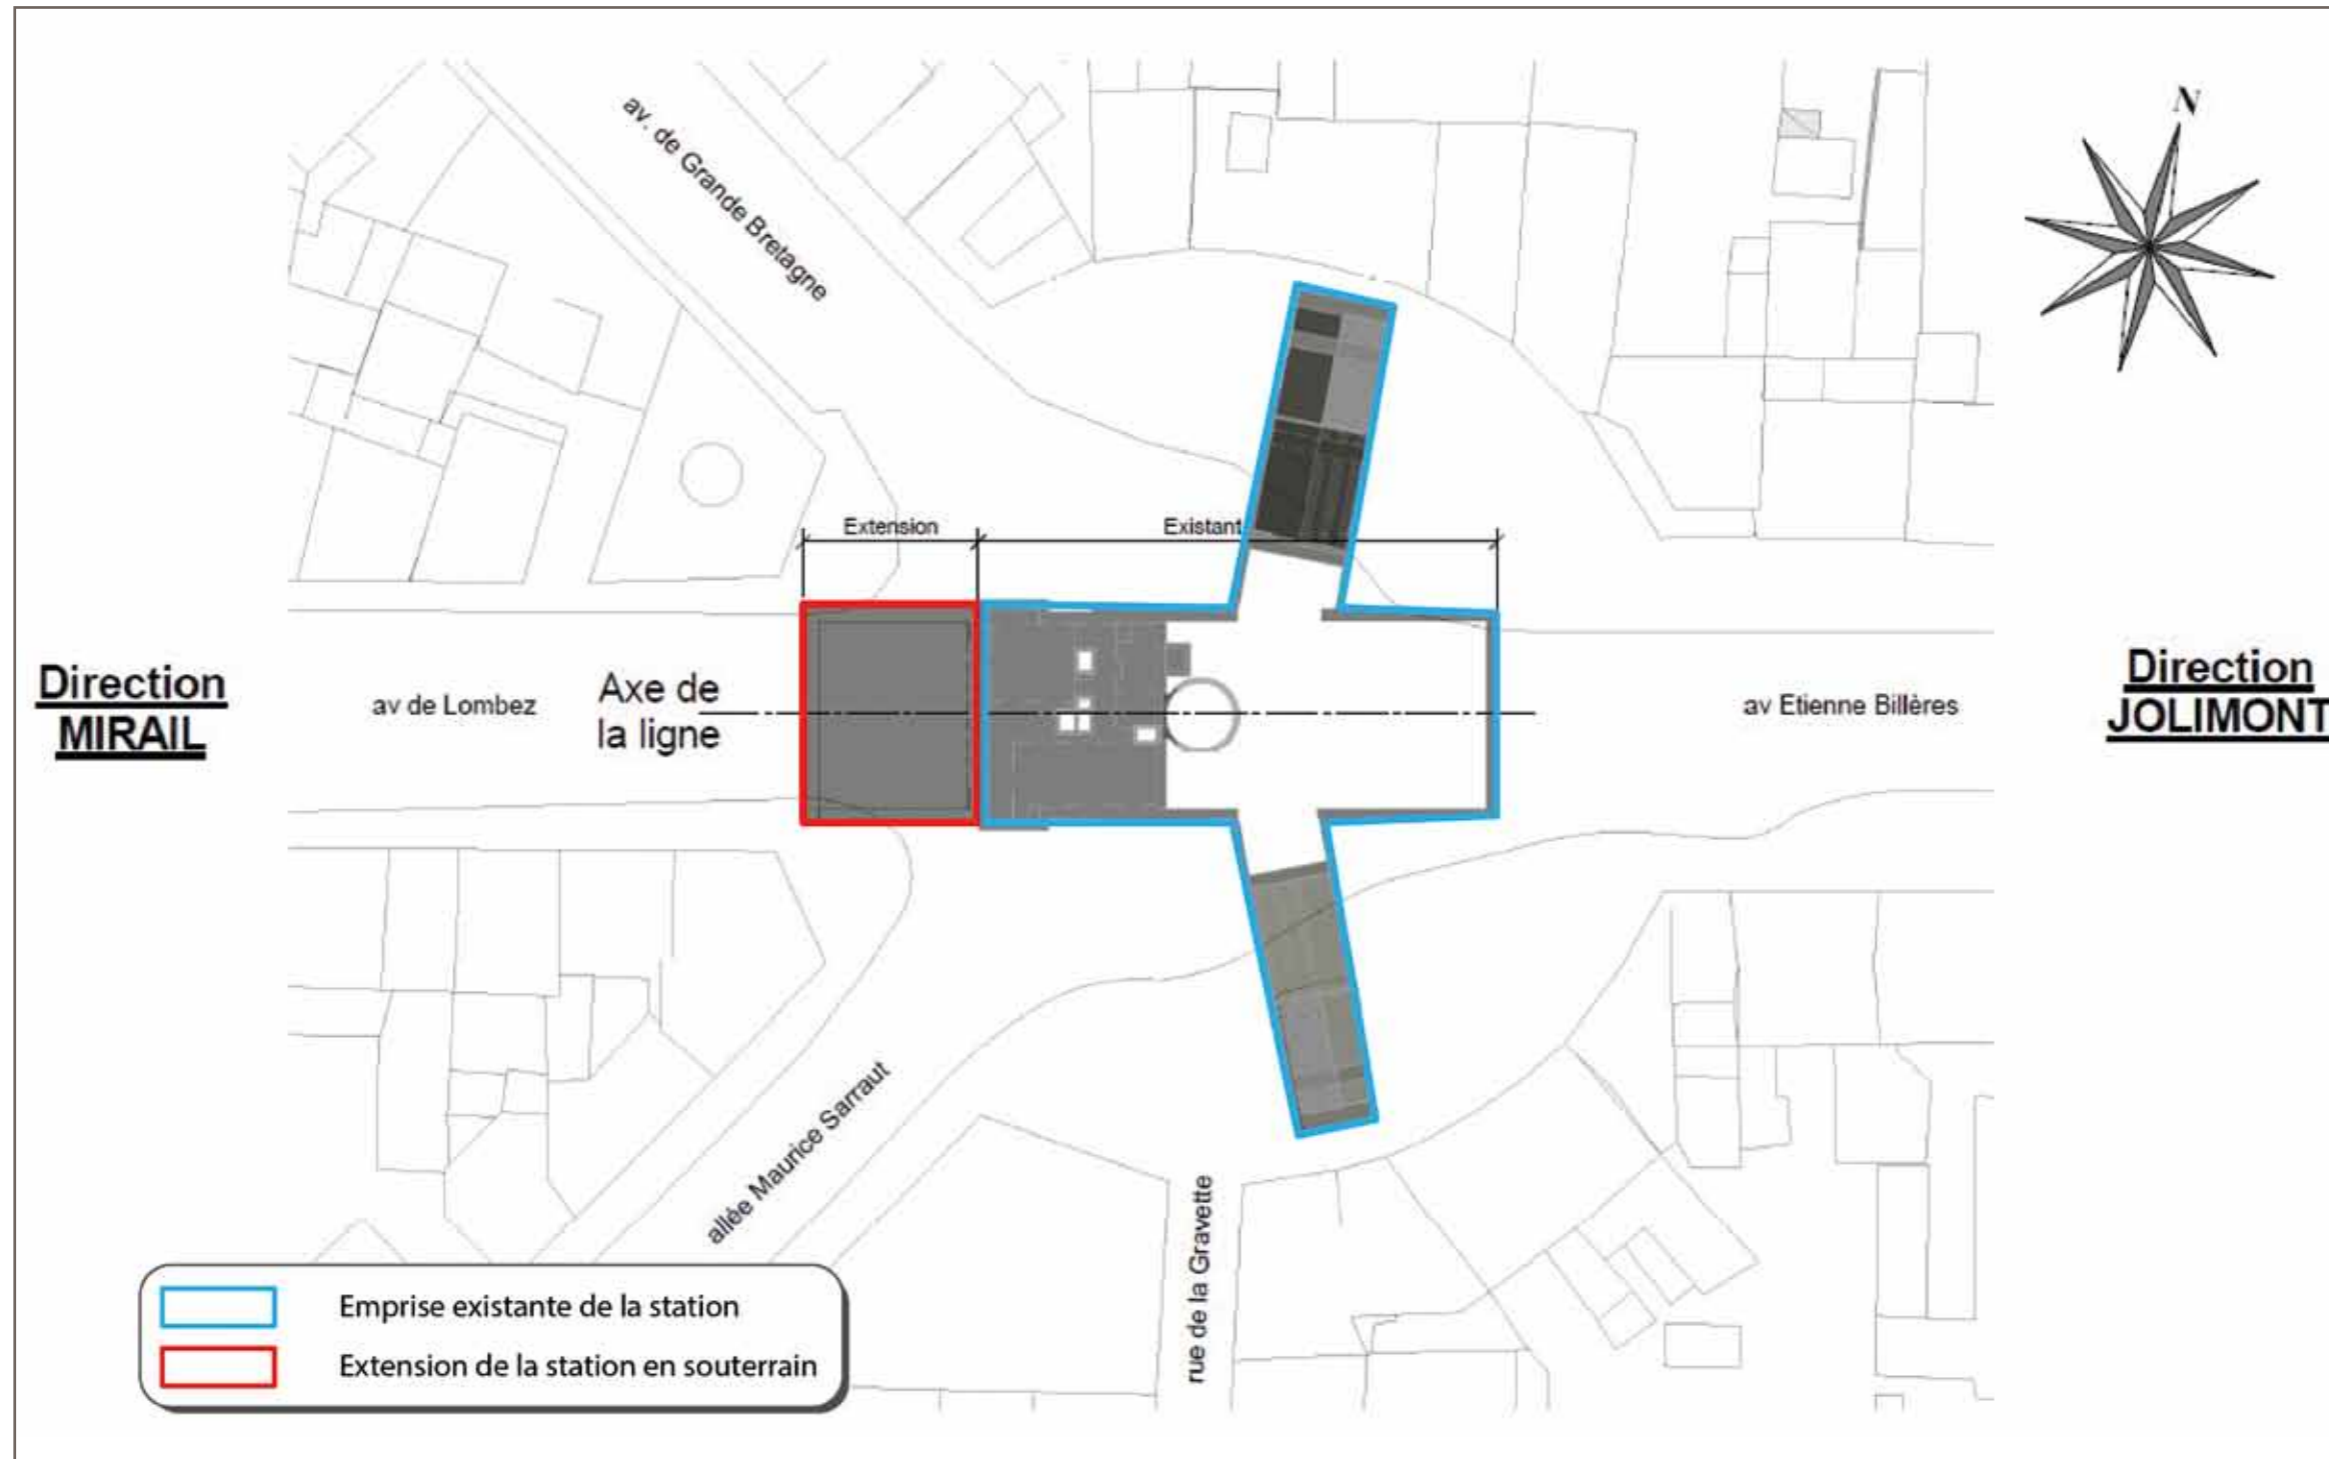 N
av. de Grande Bretagne
Extension
Existant
Direction
MIRAIL
av de Lombez
Axe de
la ligne
av Etienne Billères
Direction
JOLIMONT
allée Maurice Sarraut
rue de la Gravette
Emprise existante de la station
Extension de la station en souterrain